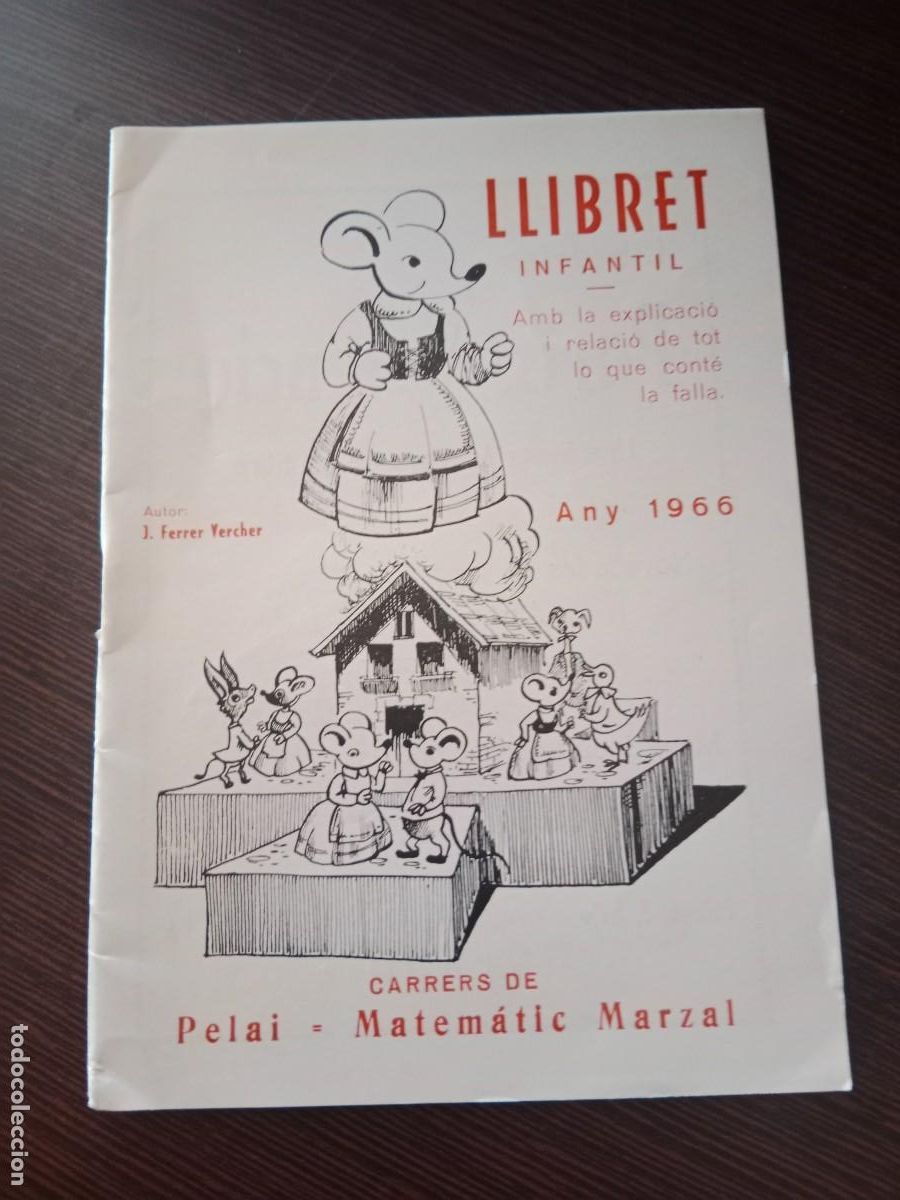 LLIBRET
INFANTIL
Amb la explicació
i relació de tot
lo que conté
la falla.
Autor:
J. Ferrer Vercher
Any 1966
CARRERS DE
Pelai = Matemátic Marzal
todocoleccion